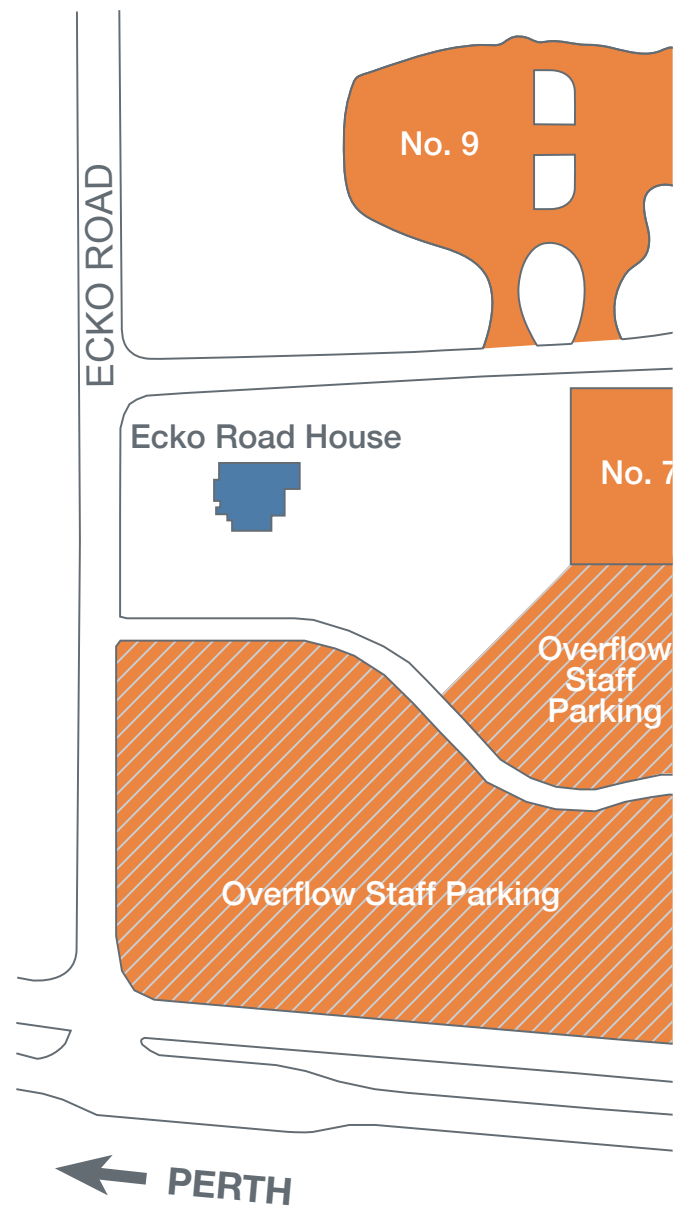 No. 9
ECKO ROAD
Ecko Road House
No. 7
Overflow
Staff
Parking
Overflow Staff Parking
PERTH